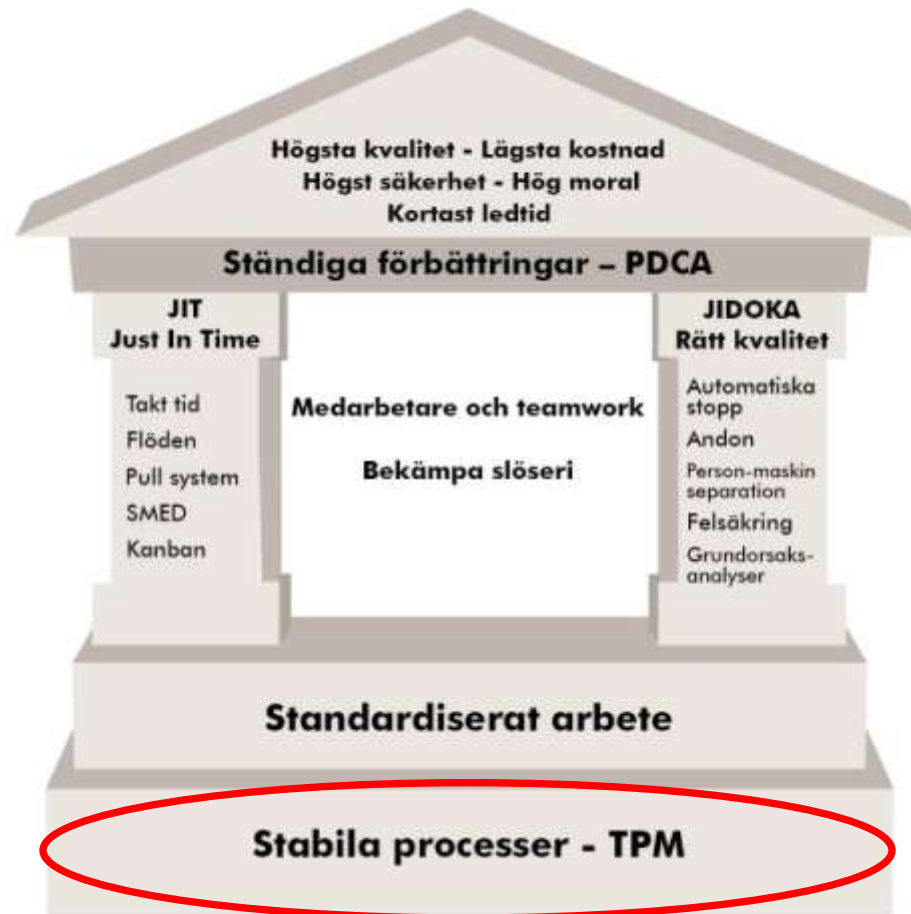 Högsta kvalitet - Lägsta kostnad
Högst säkerhet - Hög moral
Kortast ledtid
Ständiga förbättringar – PDCA
JIT
Just In Time
Takt tid
Flöden
Pull system
SMED
Kanban
Medarbetare och teamwork
Bekämpa slöseri
JIDOKA
Rätt kvalitet
Automatiska
stopp
Andon
Person-maskin
separation
Felsäkring
Grundorsaks-
analyser
Standardiserat arbete
Stabila processer - TPM